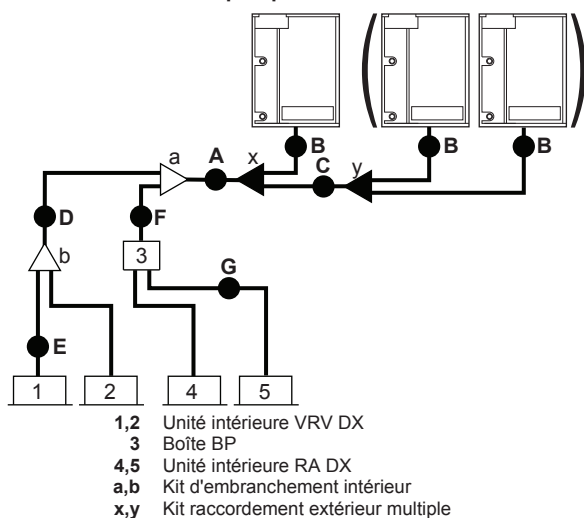 B
B
B
a
A
x
C
y
D
F
b
3
G
E
1
2
4
5
1,2 Unité intérieure VRV DX
3 Boîte BP
4,5 Unité intérieure RA DX
a,b Kit d'embranchement intérieur
x,y Kit raccordement extérieur multiple